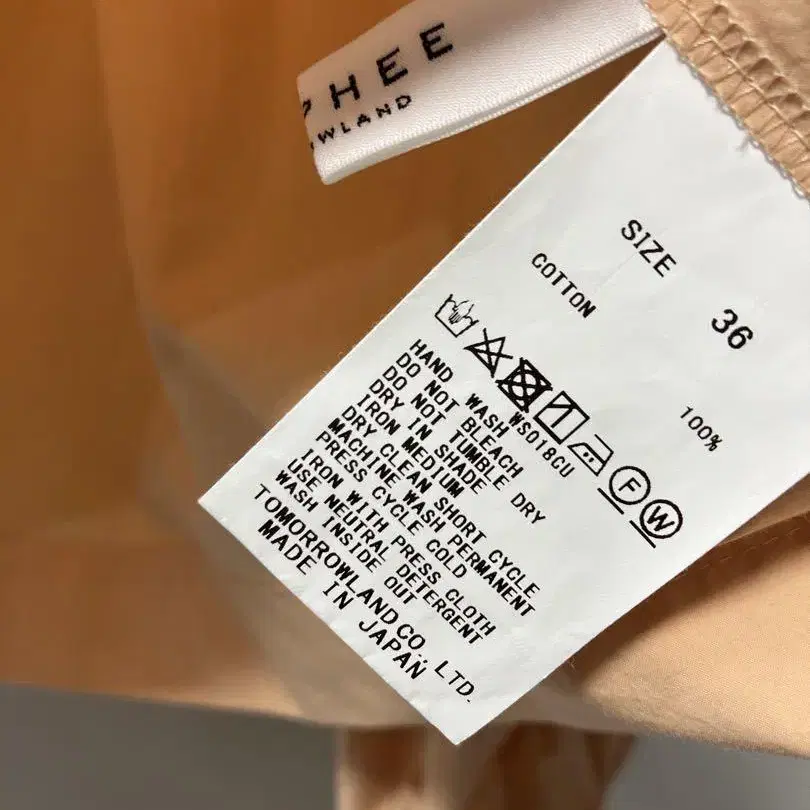 HEE
WLAND
SIZE 36
COTTON 100%
F W
WS018CU
HAND WASH
DO NOT BLEACH
DO NOT TUMBLE DRY
DRY IN SHADE
IRON MEDIUM
DRY CLEAN SHORT CYCLE
MACHINE WASH PERMANENT
PRESS CYCLE COLD
IRON WITH PRESS CLOTH
USE NEUTRAL DETERGENT
WASH INSIDE OUT
TOMORROWLAND CO., LTD.
MADE IN JAPAN